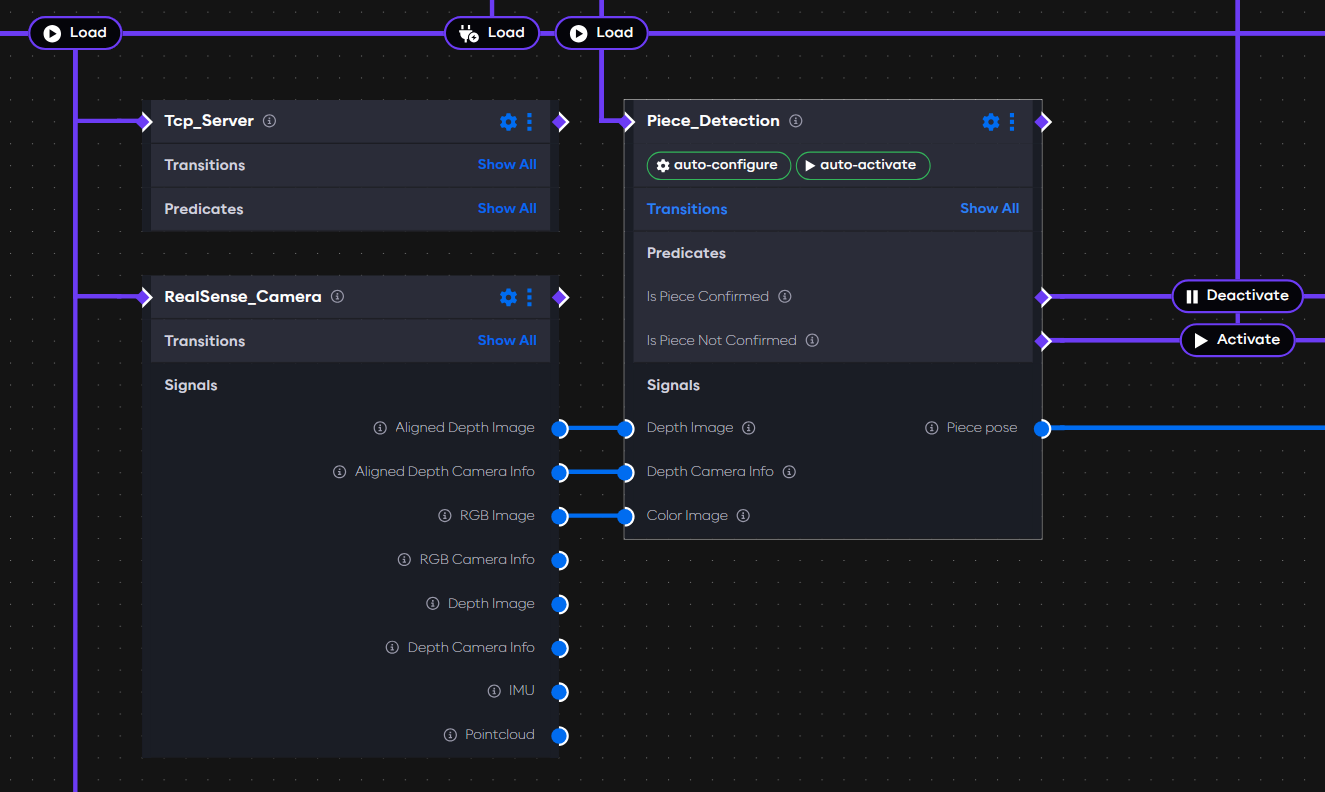 Load
Load
Load
Tcp_Server
Transitions Show All
Predicates Show All
RealSense_Camera
Transitions Show All
Signals
Aligned Depth Image
Aligned Depth Camera Info
RGB Image
RGB Camera Info
Depth Image
Depth Camera Info
IMU
Pointcloud
Piece_Detection
auto-configure auto-activate
Transitions Show All
Predicates
Is Piece Confirmed
Is Piece Not Confirmed
Signals
Depth Image Piece pose
Depth Camera Info
Color Image
Deactivate
Activate